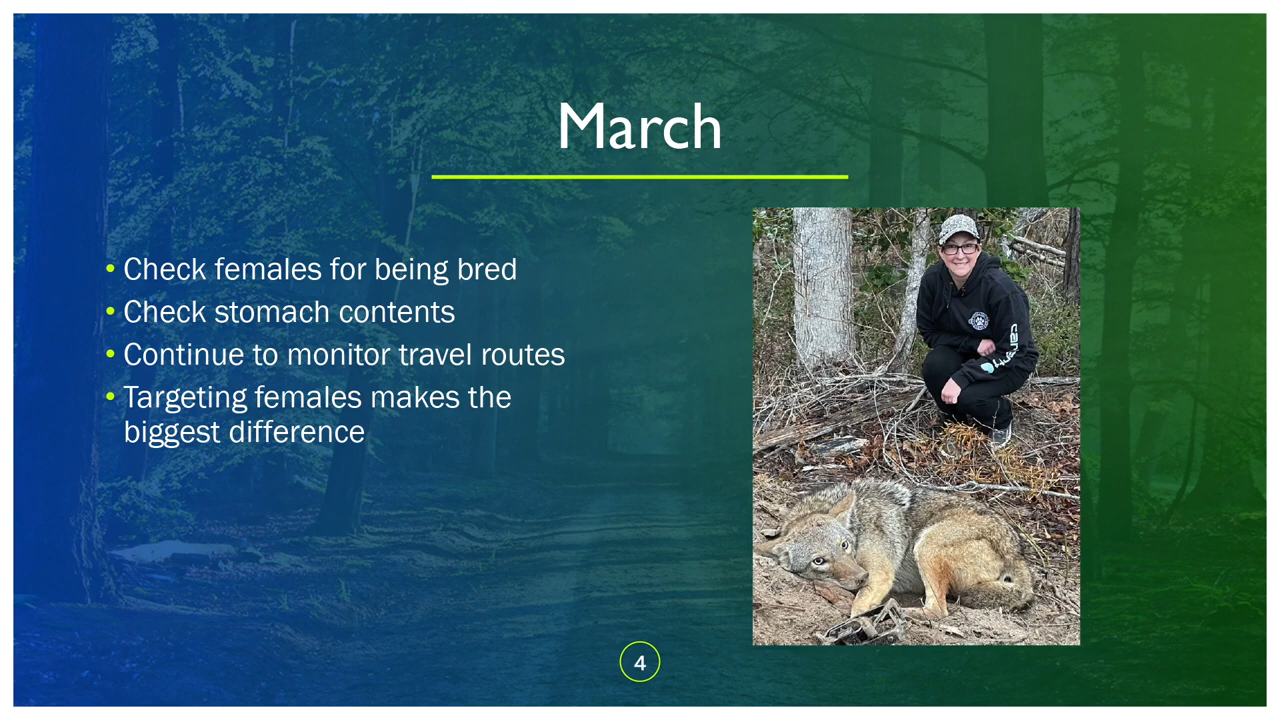 March
• Check females for being bred
• Check stomach contents
• Continue to monitor travel routes
• Targeting females makes the
biggest difference
4